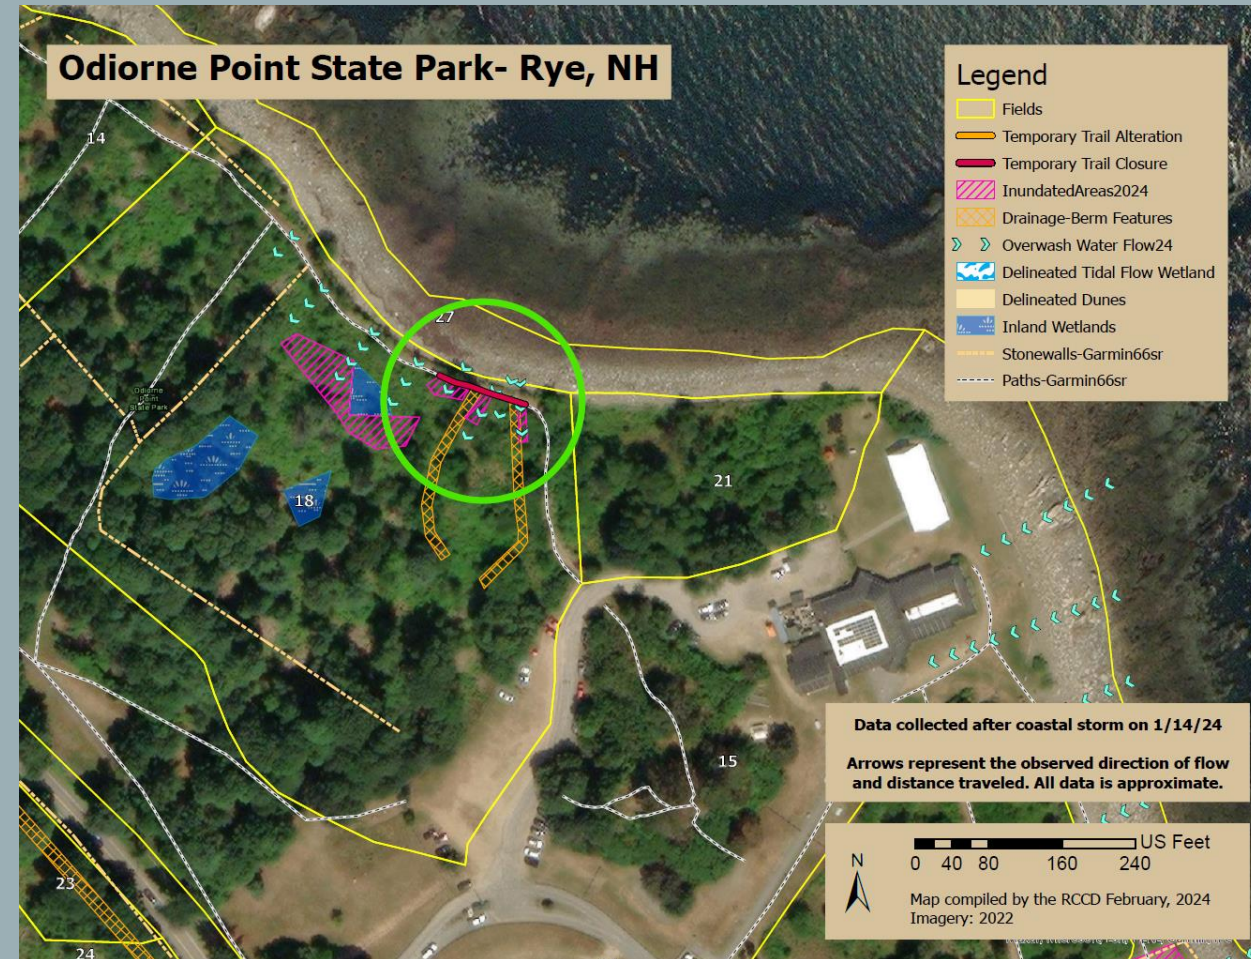 Odiorne Point State Park- Rye, NH
Legend
Fields
Temporary Trail Alteration
Temporary Trail Closure
InundatedAreas2024
Drainage-Berm Features
Overwash Water Flow24
Delineated Tidal Flow Wetland
Delineated Dunes
Inland Wetlands
Stonewalls-Garmin66sr
Paths-Garmin66sr
14
27
Odiorne
Point
State Park
18
21
15
23
24
Data collected after coastal storm on 1/14/24
Arrows represent the observed direction of flow
and distance traveled. All data is approximate.
N
US Feet
0 40 80 160 240
Map compiled by the RCCD February, 2024
Imagery: 2022